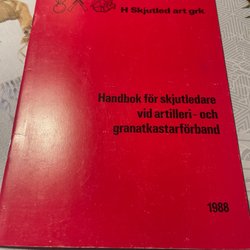 H Skjutled art grk
Handbok för skjutledare
vid artilleri- och
granatkastarförband
1988